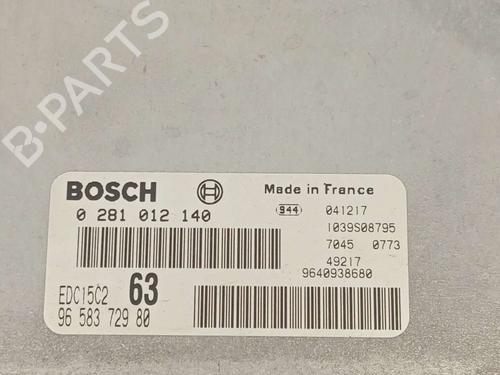 B-PARTS
BOSCH
Made in France
0 281 012 140
944 041217
1039S08795
7045 0773
49217
9640938680
EDC15C2 63
96 583 729 80